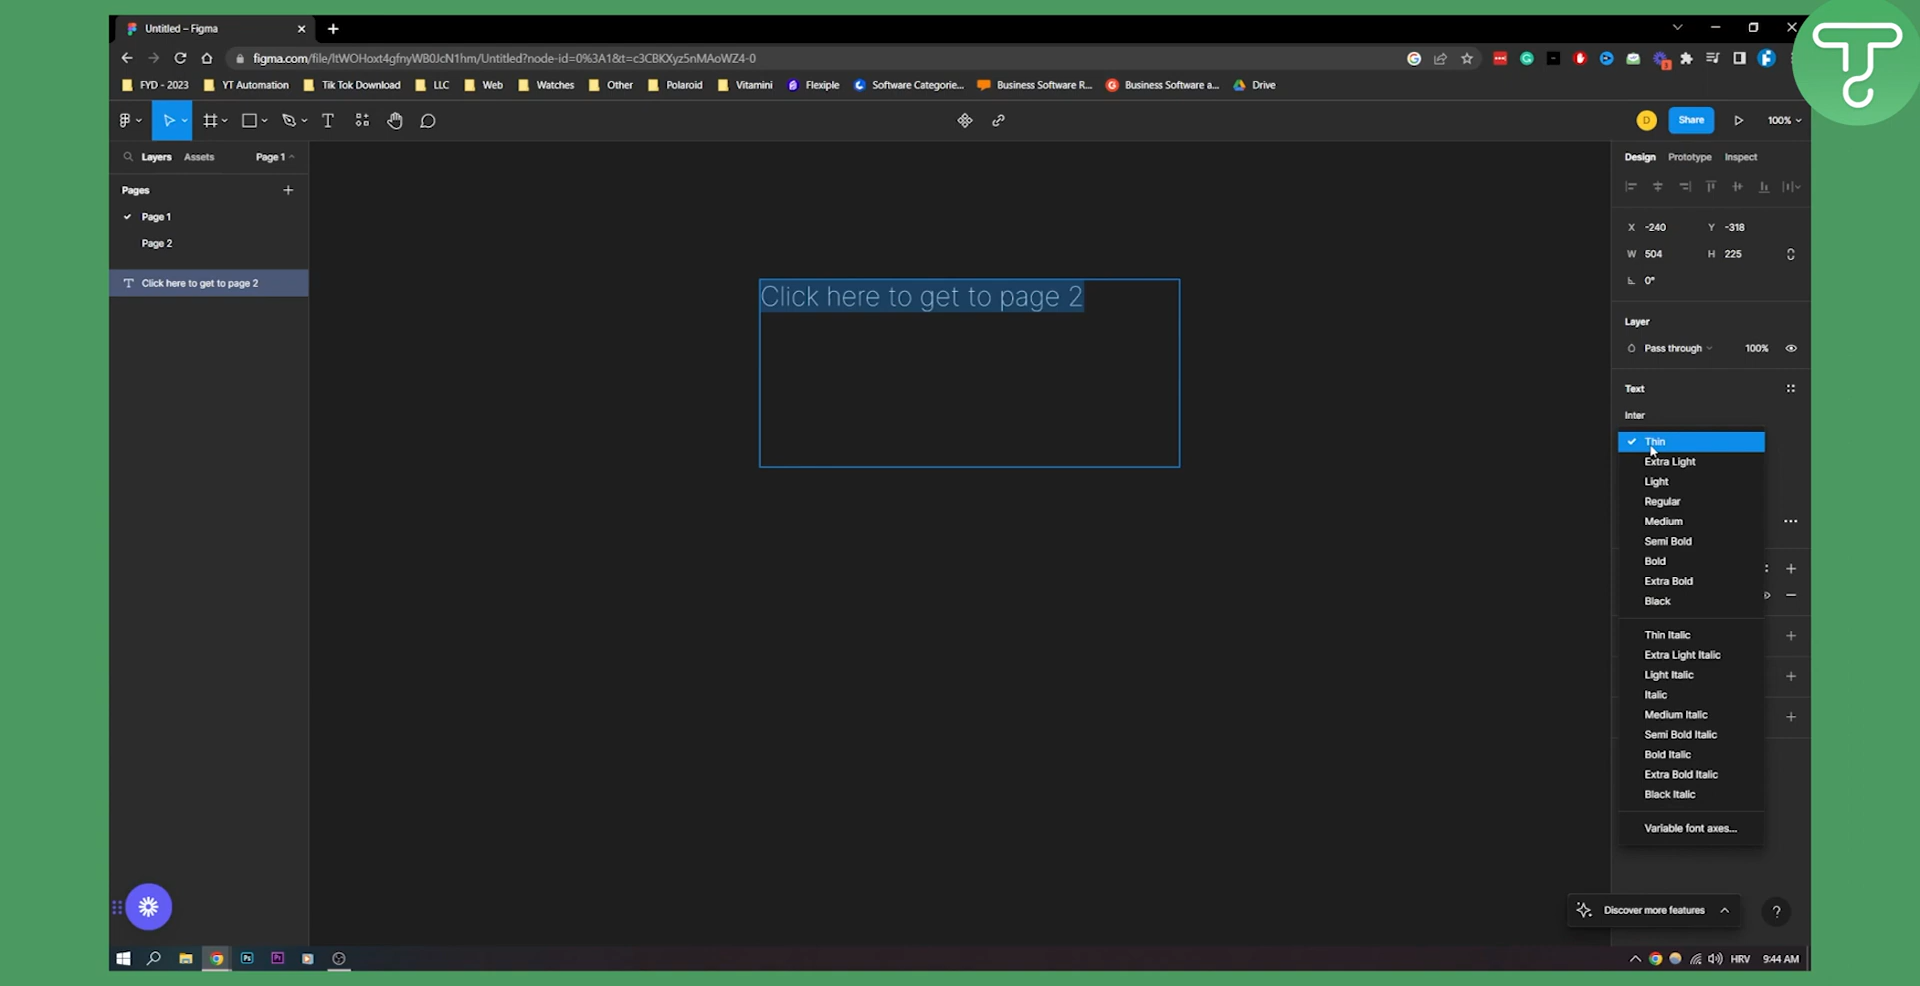 Untitled – Figma
figma.com/file/ltWOHoxt4gfnyWB0JcN1hm/Untitled?node-id=0%3A1&t=c3CBKXyz5nMAoWZ4-0
FYD - 2023 YT Automation Tik Tok Download LLC Web Watches Other Polaroid Vitamini Flexiple Software Categorie... Business Software R... Business Software a... Drive
D Share 100%
Layers Assets Page 1
Design Prototype Inspect
Pages
Page 1
Page 2
Click here to get to page 2
Click here to get to page 2
X -240 Y -318
W 504 H 225
0°
Layer
Pass through 100%
Text
Inter
Thin
Extra Light
Light
Regular
Medium
Semi Bold
Bold
Extra Bold
Black
Thin Italic
Extra Light Italic
Light Italic
Italic
Medium Italic
Semi Bold Italic
Bold Italic
Extra Bold Italic
Black Italic
Variable font axes...
Discover more features
?
Ps Pr HRV 9:44 AM